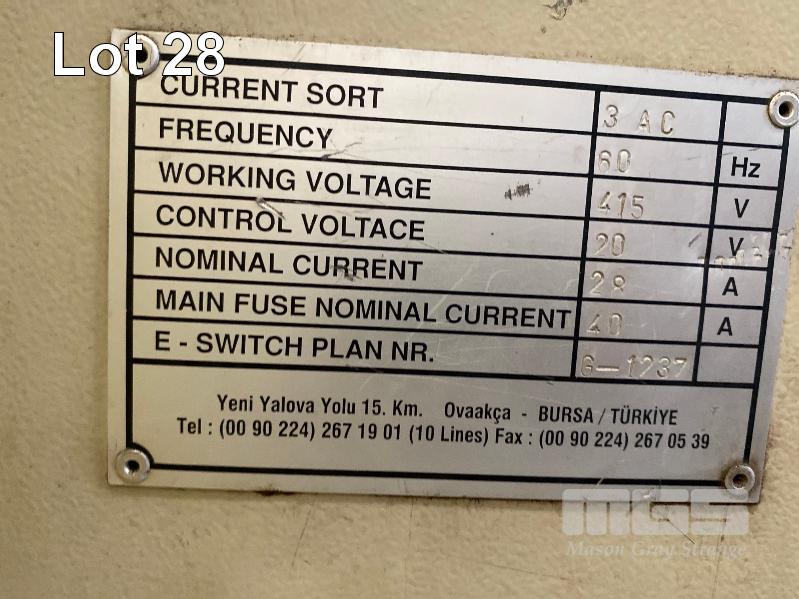 Lot 28
CURRENT SORT 3 AC
FREQUENCY 60 Hz
WORKING VOLTAGE 415 V
CONTROL VOLTACE 20 V
NOMINAL CURRENT 28 A
MAIN FUSE NOMINAL CURRENT 40 A
E - SWITCH PLAN NR. G-1237
Yeni Yalova Yolu 15. Km. Ovaakça - BURSA / TÜRKİYE
Tel : (00 90 224) 267 19 01 (10 Lines) Fax : (00 90 224) 267 05 39
MGS
Mason Gray Strange